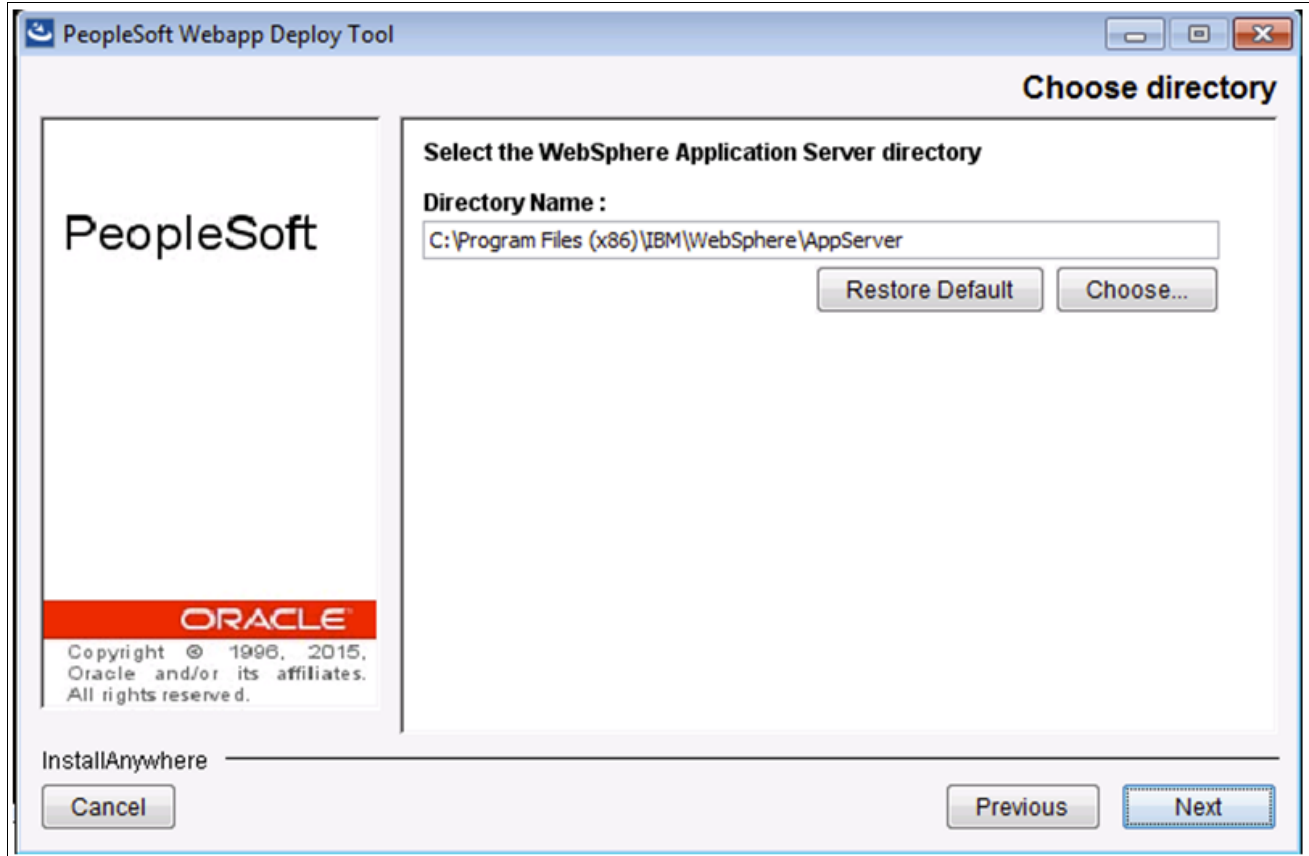 PeopleSoft Webapp Deploy Tool
Choose directory
PeopleSoft
ORACLE
Copyright © 1996, 2015,
Oracle and/or its affiliates.
All rights reserved.
Select the WebSphere Application Server directory
Directory Name :
C:\Program Files (x86)\IBM\WebSphere\AppServer
Restore Default Choose...
InstallAnywhere
Cancel Previous Next